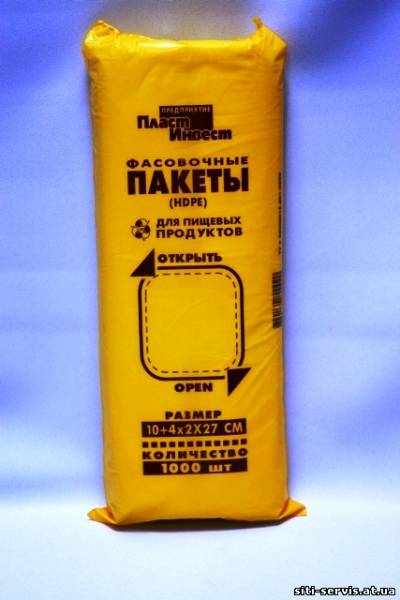 ПРЕДПРИЯТИЕ
ПЛАСТ
ИНВЕСТ
ФАСОВОЧНЫЕ
ПАКЕТЫ
(HDPE)
ДЛЯ ПИЩЕВЫХ
ПРОДУКТОВ
ОТКРЫТЬ
OPEN
РАЗМЕР
10+4х2Х27 СМ
КОЛИЧЕСТВО
1000 шт
siti-servis.at.ua